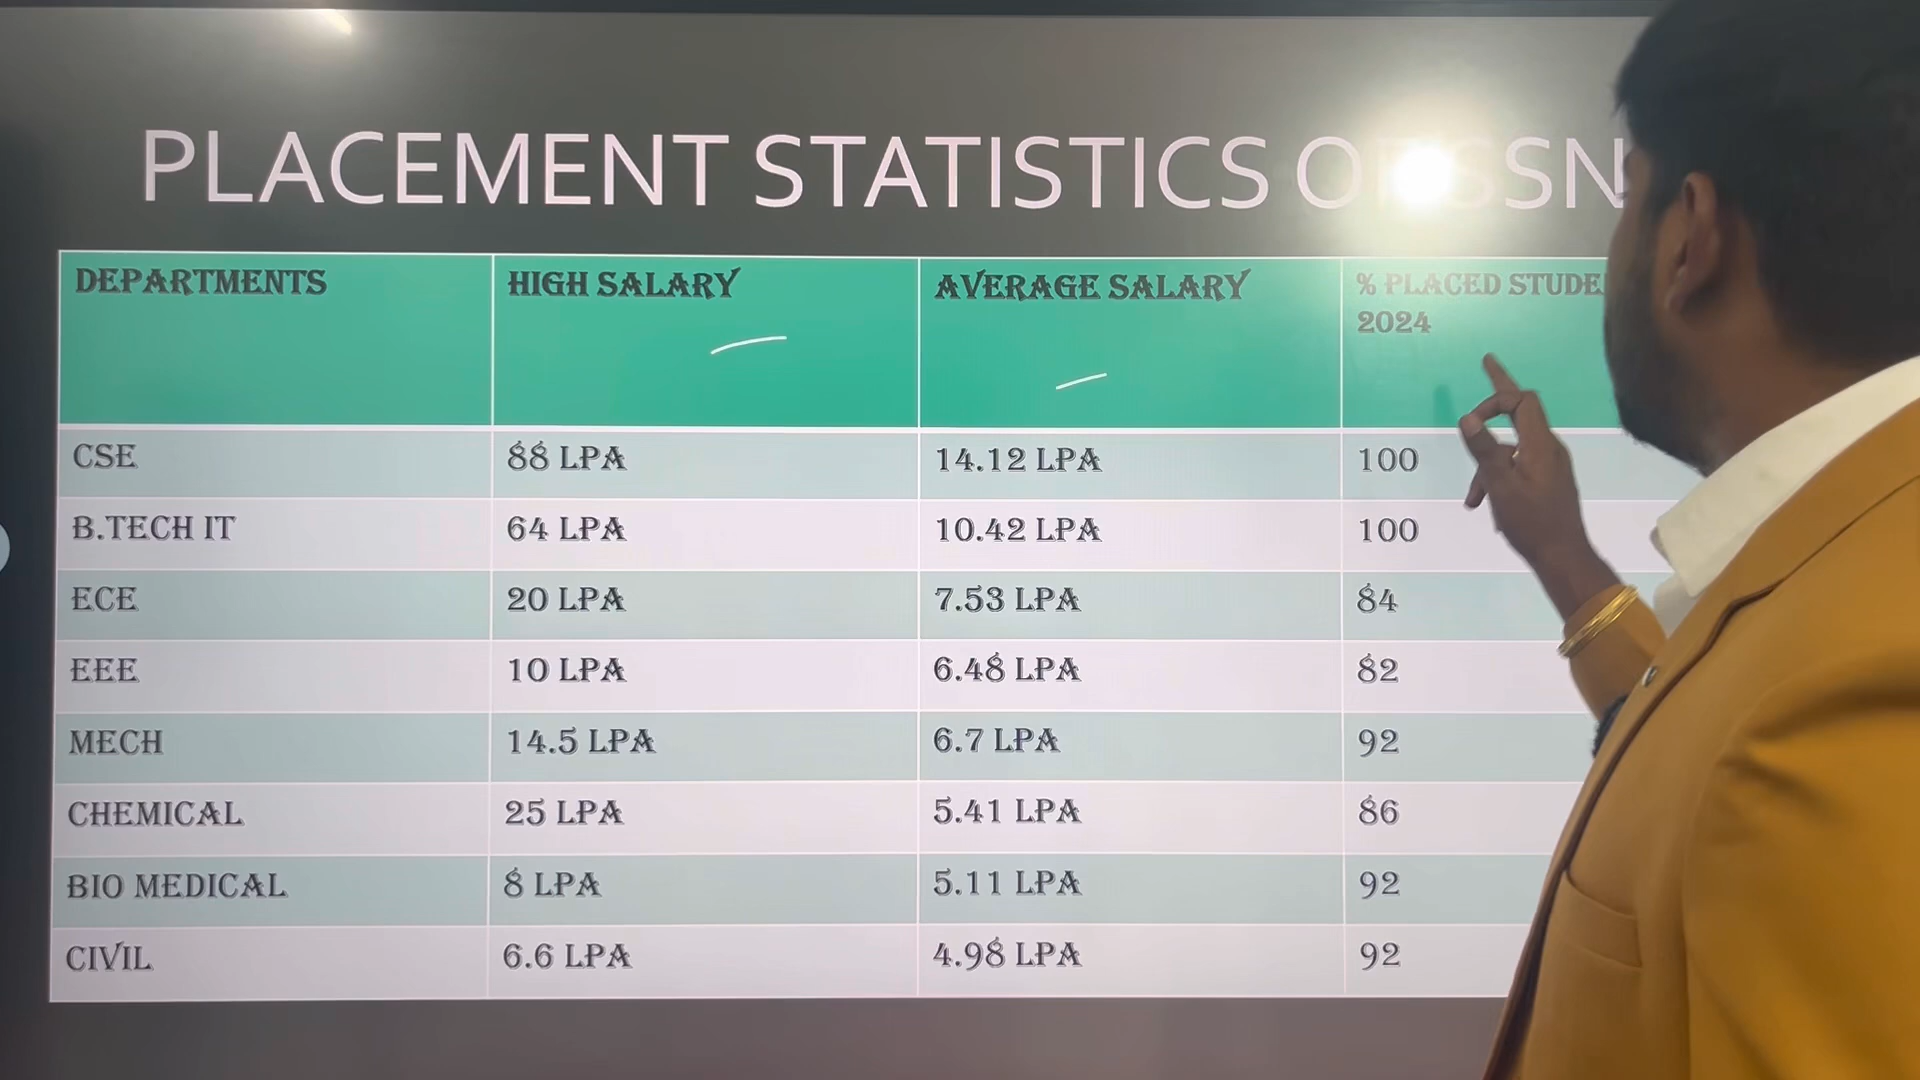 PLACEMENT STATISTICS OF SSN
DEPARTMENTS HIGH SALARY AVERAGE SALARY % PLACED
2024
CSE 88 LPA 14.12 LPA 100
B.TECH IT 64 LPA 10.42 LPA 100
ECE 20 LPA 7.53 LPA 84
EEE 10 LPA 6.48 LPA 82
MECH 14.5 LPA 6.7 LPA 92
CHEMICAL 25 LPA 5.41 LPA 86
BIO MEDICAL 8 LPA 5.11 LPA 92
CIVIL 6.6 LPA 4.98 LPA 92